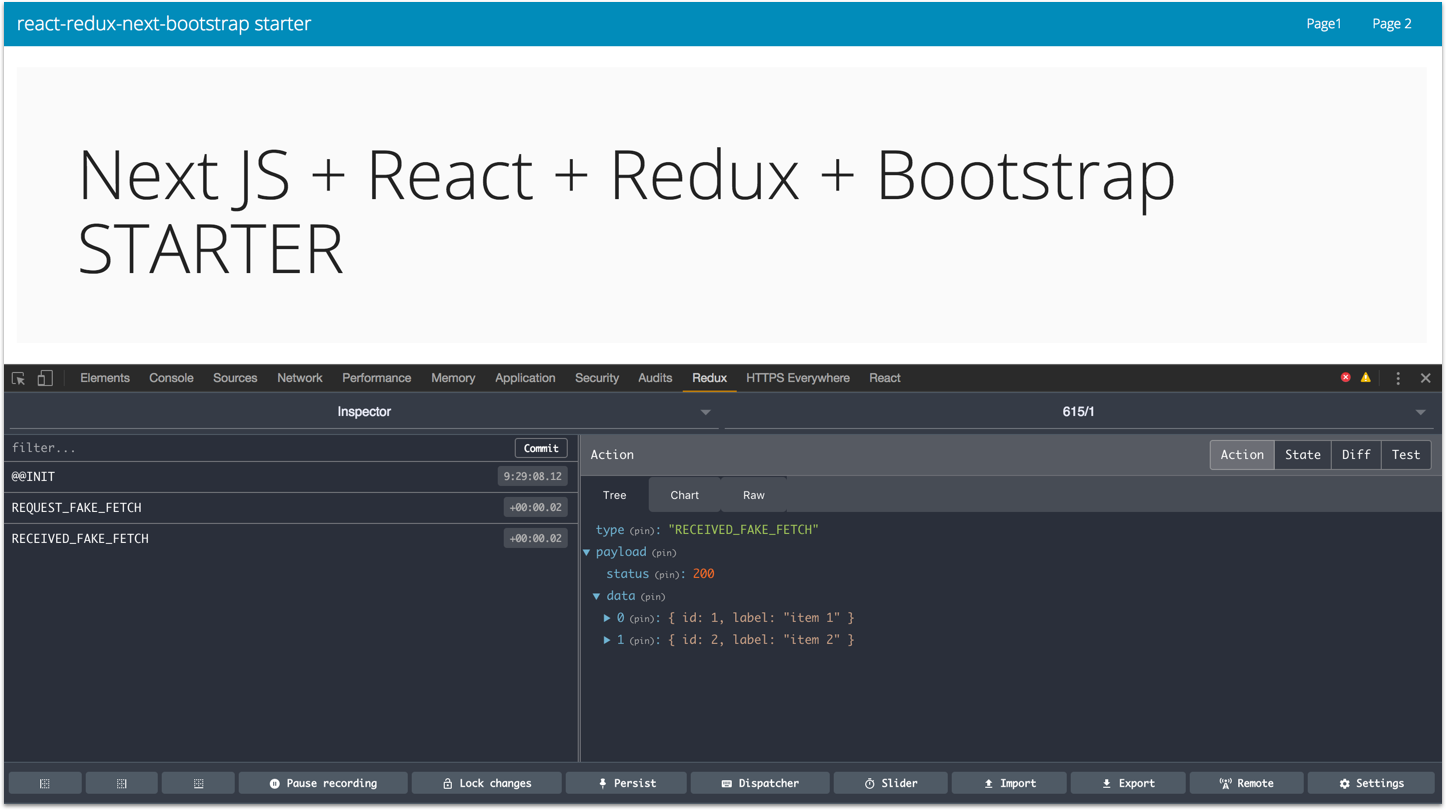 react-redux-next-bootstrap starter Page1 Page 2
Next JS + React + Redux + Bootstrap
STARTER
Elements Console Sources Network Performance Memory Application Security Audits Redux HTTPS Everywhere React
Inspector 615/1
filter... Commit
@@INIT 9:29:08.12
REQUEST_FAKE_FETCH +00:00.02
RECEIVED_FAKE_FETCH +00:00.02
Action Action State Diff Test
Tree Chart Raw
type (pin): "RECEIVED_FAKE_FETCH"
payload (pin)
status (pin): 200
data (pin)
0 (pin): { id: 1, label: "item 1" }
1 (pin): { id: 2, label: "item 2" }
Pause recording Lock changes Persist Dispatcher Slider Import Export Remote Settings